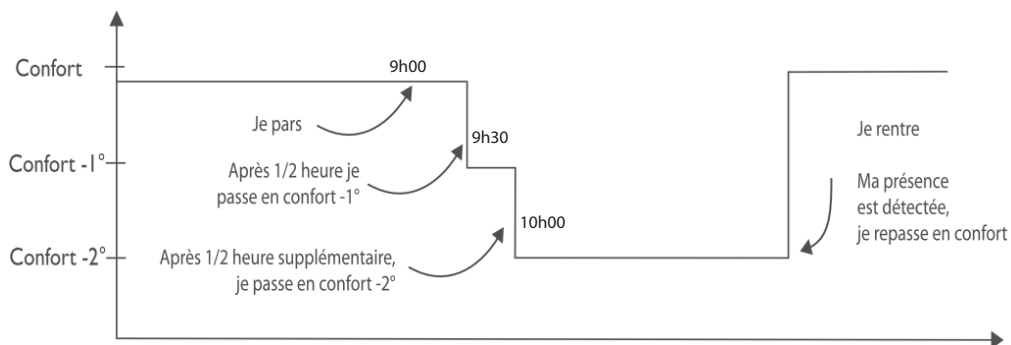 Confort
9h00
Je pars
9h30
Je rentre
Confort -1°
Après 1/2 heure je
passe en confort -1°
Ma présence
est détectée,
je repasse en confort
10h00
Confort -2°
Après 1/2 heure supplémentaire,
je passe en confort -2°